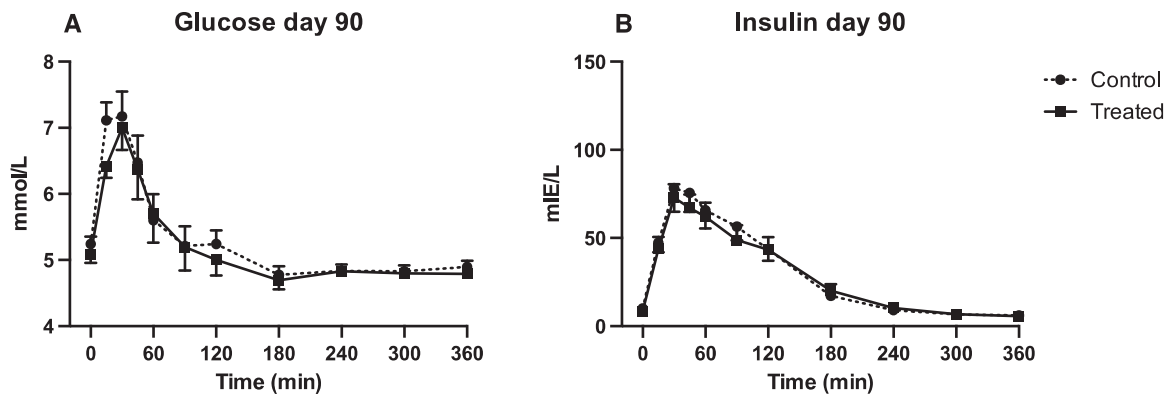 A
Glucose day 90
8
7
6
5
4
mmol/L
0 60 120 180 240 300 360
Time (min)
B
Insulin day 90
150
100
50
0
mIE/L
0 60 120 180 240 300 360
Time (min)
Control
Treated